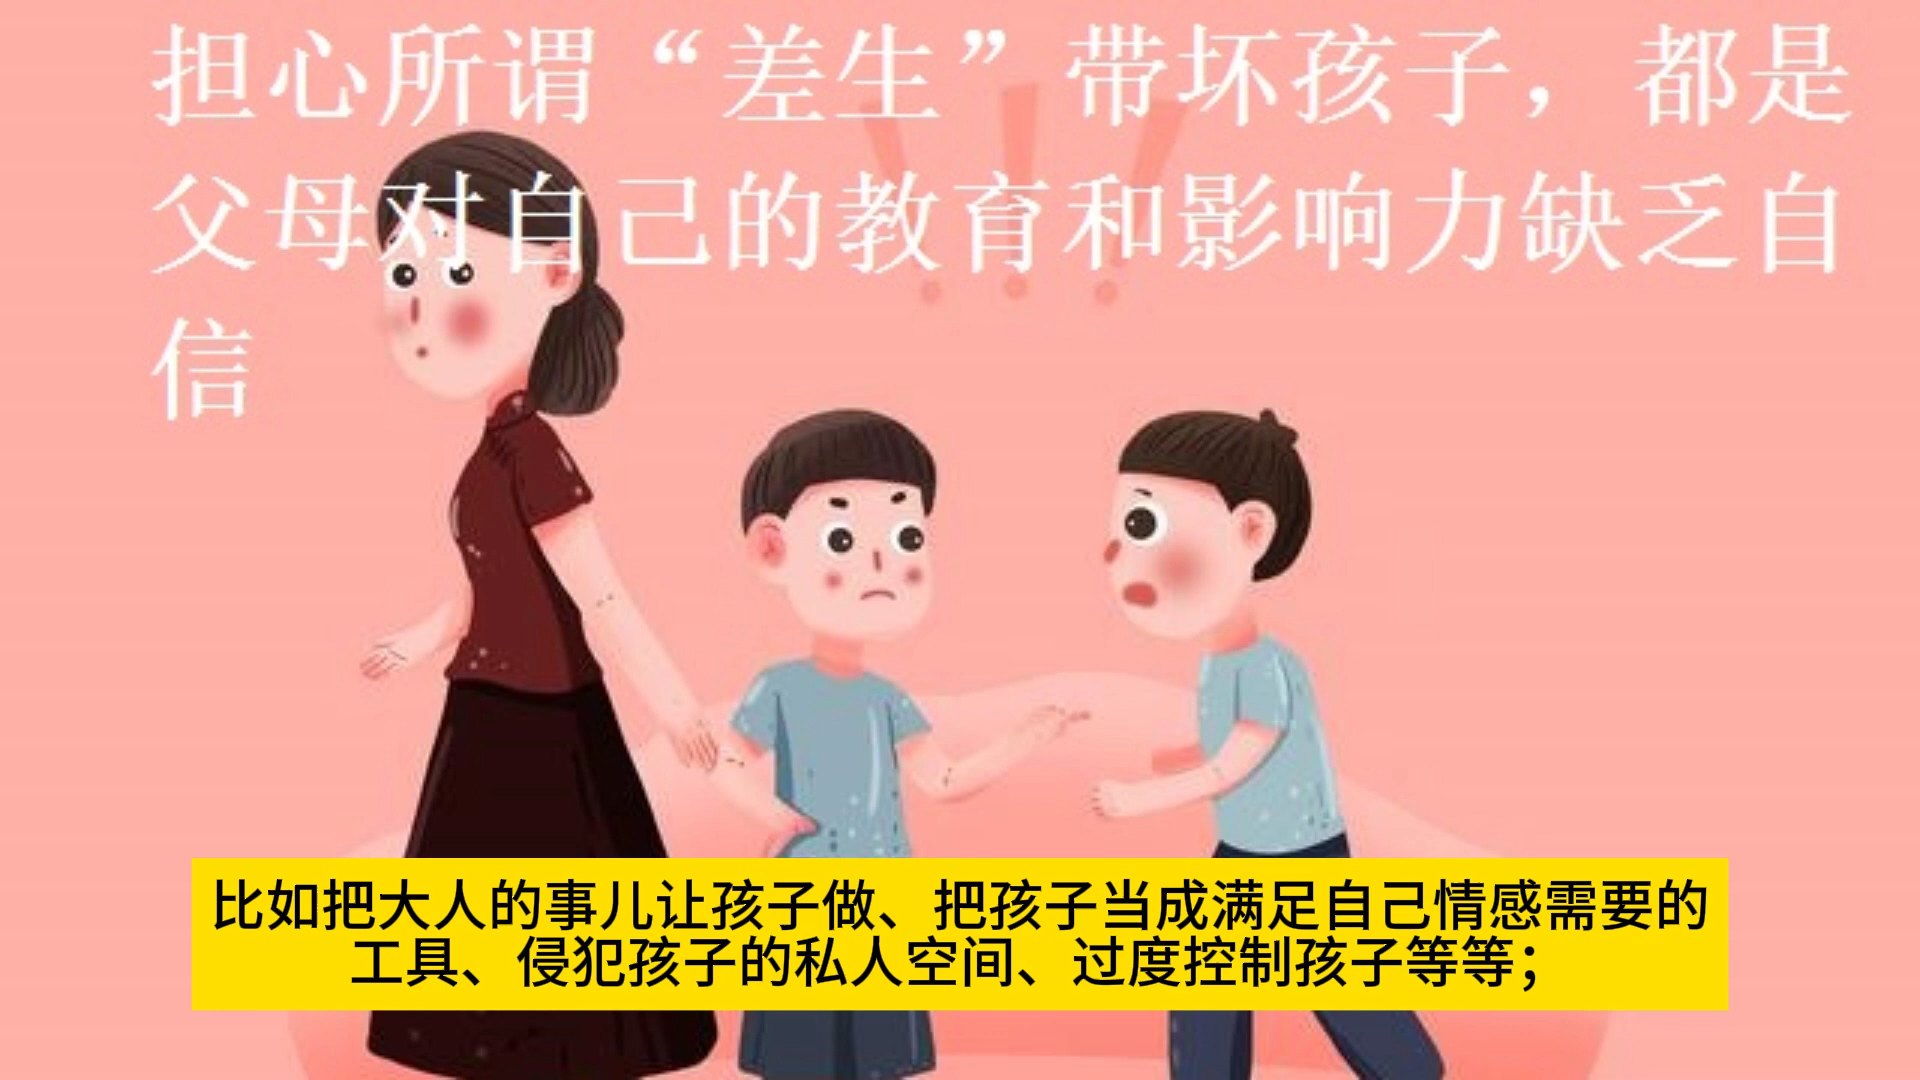 担心所谓“差生”带坏孩子，都是
父母对自己的教育和影响力缺乏自
信
比如把大人的事儿让孩子做、把孩子当成满足自己情感需要的
工具、侵犯孩子的私人空间、过度控制孩子等等；